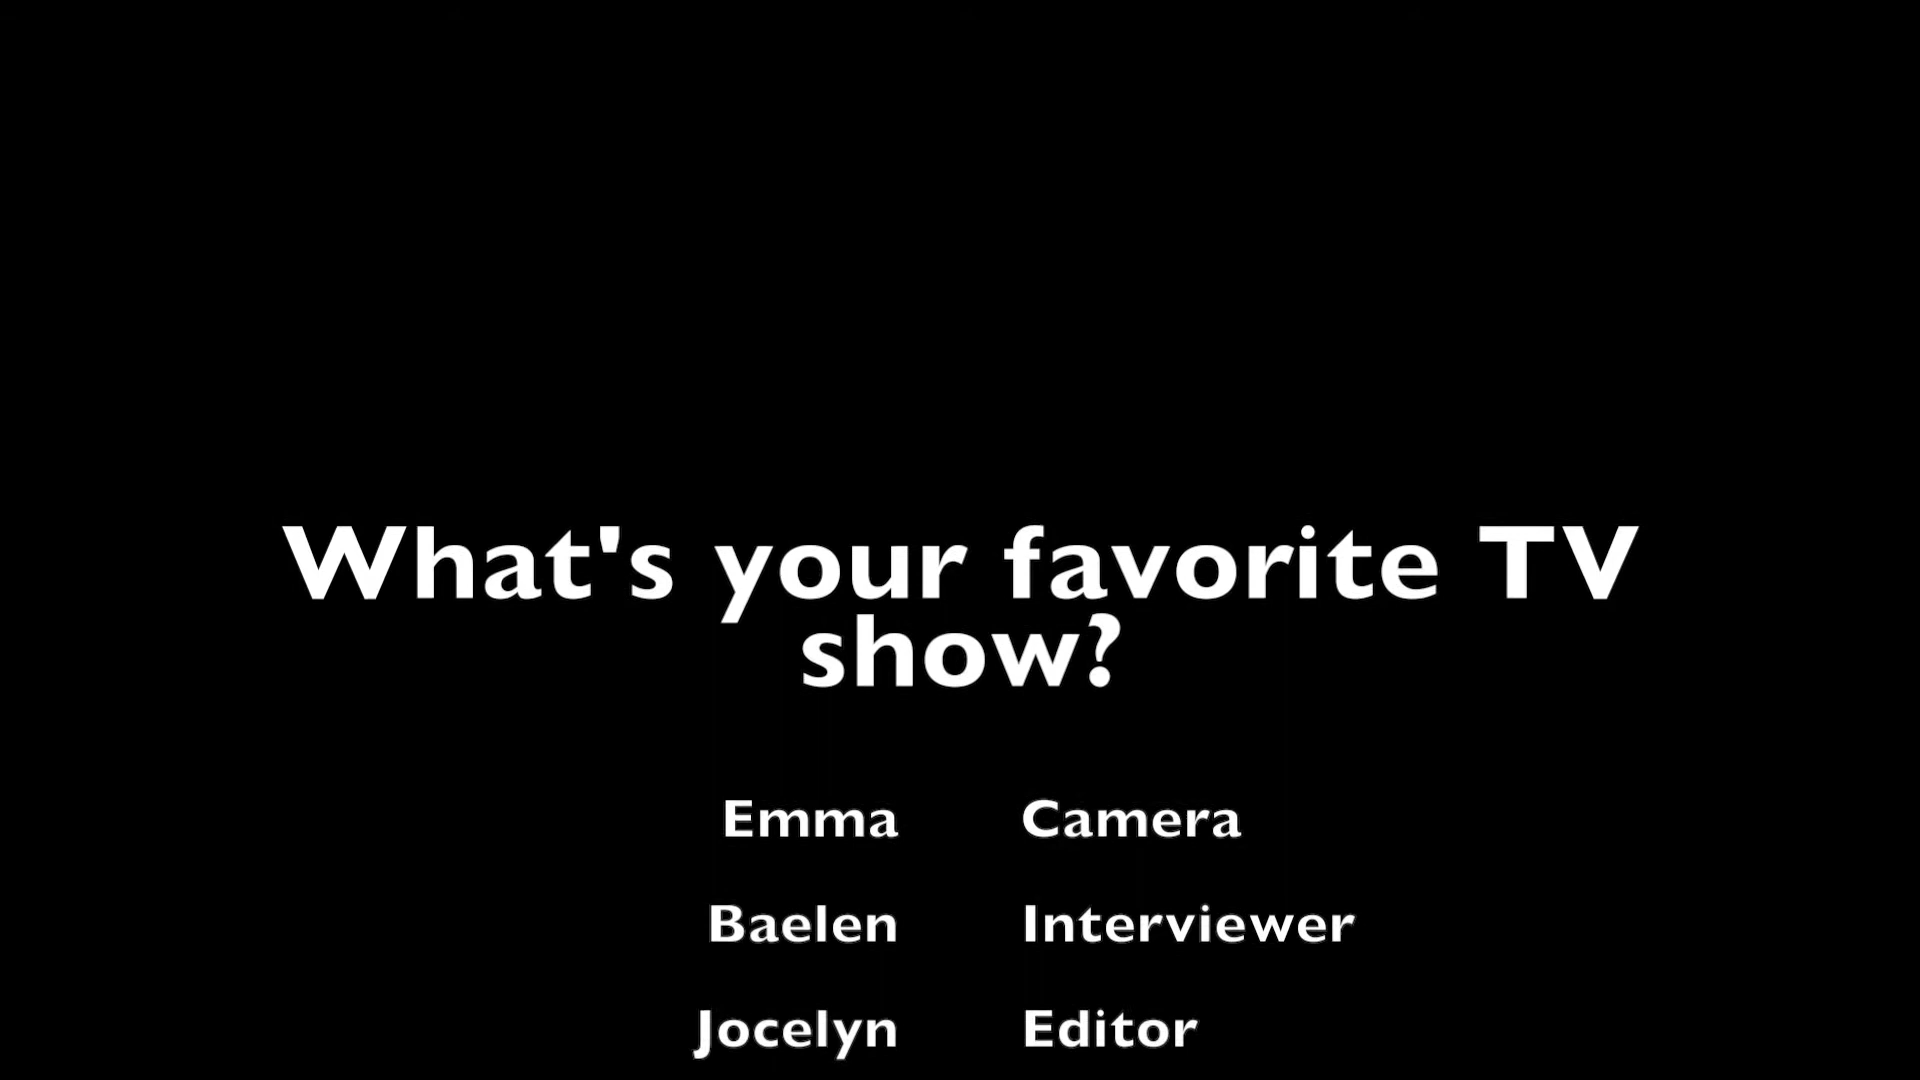 What's your favorite TV
show?
Emma Camera
Baelen Interviewer
Jocelyn Editor